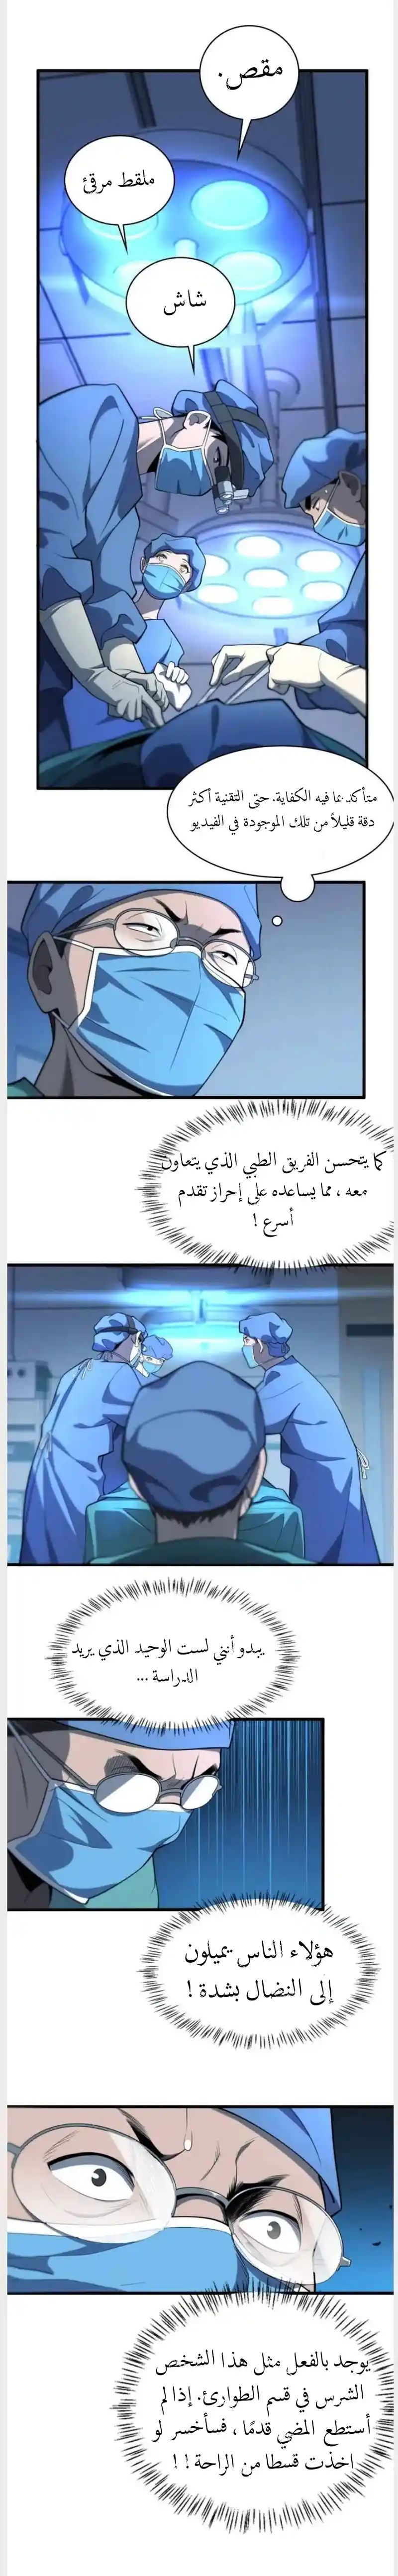 مقص.
ملقط مرقئ
شاش
متأكد بما فيه الكفاية. حتى التقنية أكثر
دقة قليلاً من تلك الموجودة في الفيديو
كما يتحسن الفريق الطبي الذي يتعاون
معه ، مما يساعده على إحراز تقدم
أسرع !
يبدو أنني لست الوحيد الذي يريد
الدراسة ...
هؤلاء الناس يميلون
إلى النضال بشدة !
يوجد بالفعل مثل هذا الشخص
الشرس في قسم الطوارئ. إذا لم
أستطع المضي قدمًا ، فسأخسر لو
اخذت قسطا من الراحة ! !